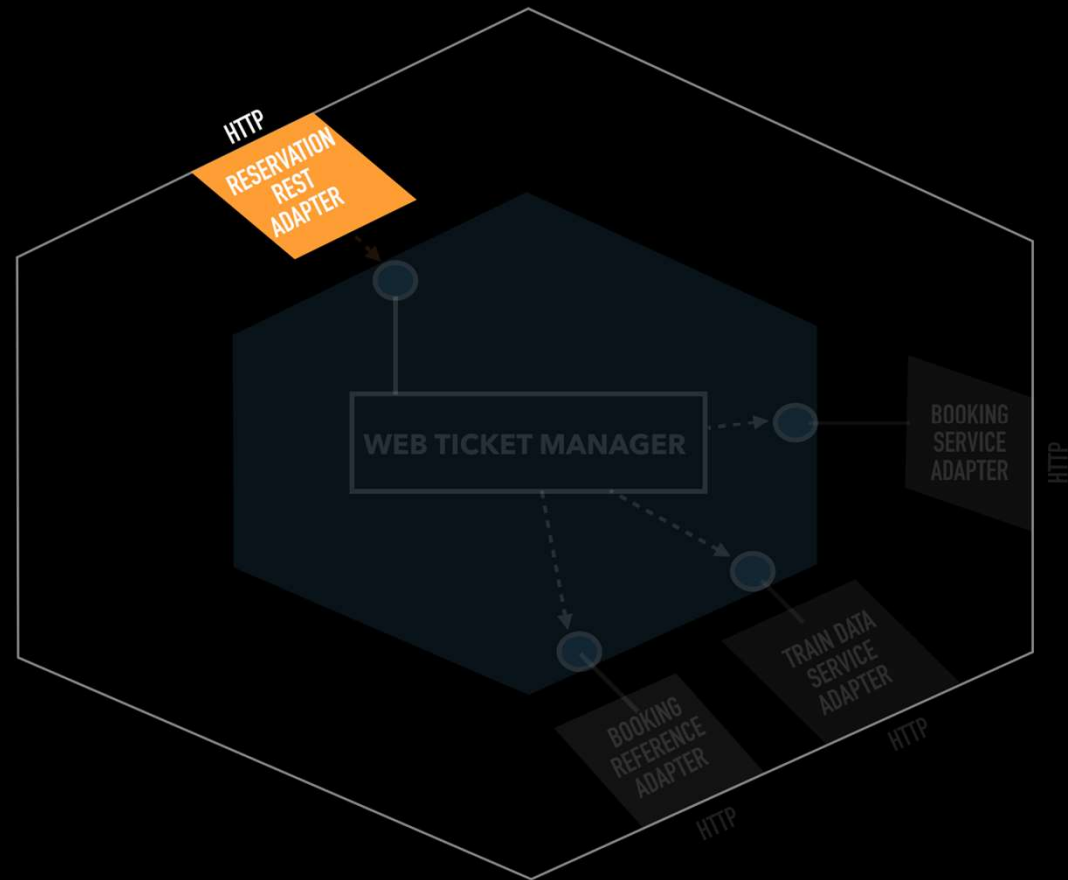 HTTP
RESERVATION
REST
ADAPTER
WEB TICKET MANAGER
BOOKING
SERVICE
ADAPTER
HTTP
TRAIN DATA
SERVICE
ADAPTER
HTTP
BOOKING
REFERENCE
ADAPTER
HTTP